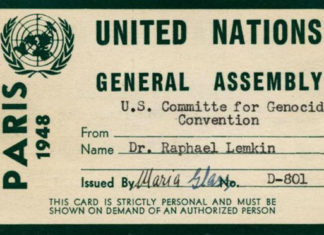 UNITED NATIONS
GENERAL ASSEMBLY
PARIS
1948
U.S. Committe for Genocid
Convention
From
Name Dr. Raphael Lemkin
Issued By Maria No. D-801
THIS CARD IS STRICTLY PERSONAL AND MUST BE
SHOWN ON DEMAND OF AN AUTHORIZED PERSON